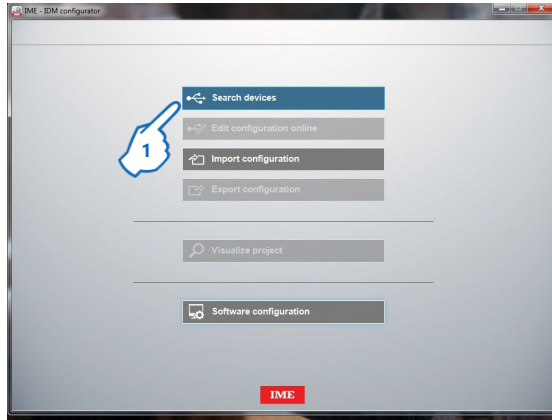 IME - IDM configurator
Search devices
1
Edit configuration online
Import configuration
Export configuration
Visualize project
Software configuration
IME